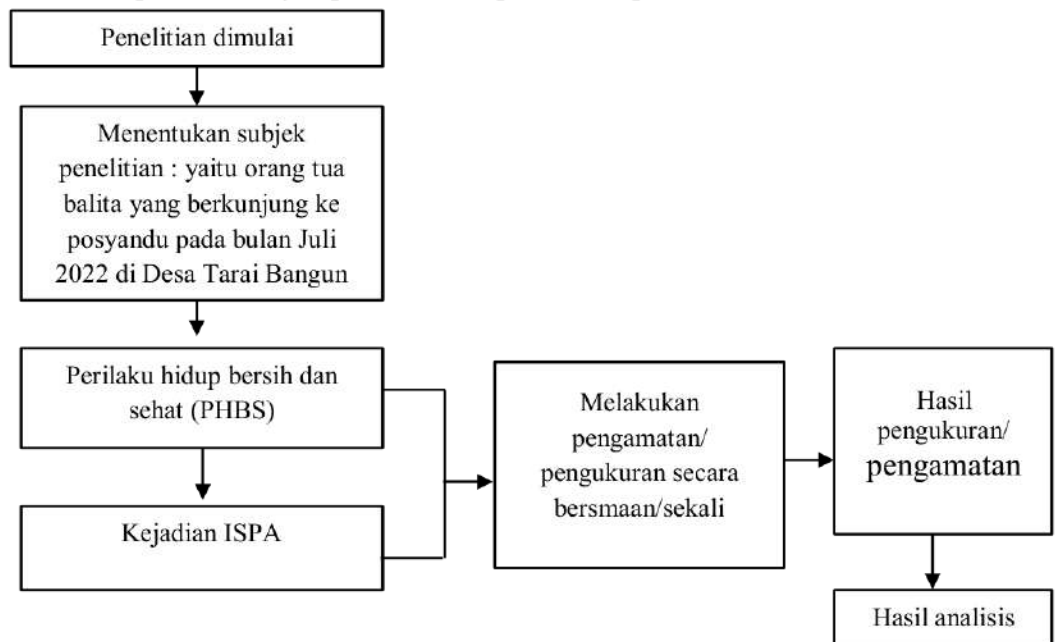 Penelitian dimulai
Menentukan subjek
penelitian : yaitu orang tua
balita yang berkunjung ke
posyandu pada bulan Juli
2022 di Desa Tarai Bangun
Perilaku hidup bersih dan
sehat (PHBS)
Kejadian ISPA
Melakukan
pengamatan/
pengukuran secara
bersmaan/sekali
Hasil
pengukuran/
pengamatan
Hasil analisis